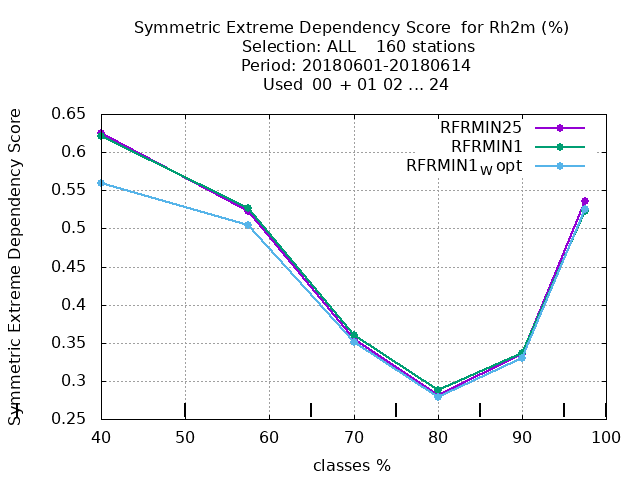 Symmetric Extreme Dependency Score for Rh2m (%)
Selection: ALL 160 stations
Period: 20180601-20180614
Used 00 + 01 02 ... 24
Symmetric Extreme Dependency Score
y
0.65
0.6
0.55
0.5
0.45
0.4
0.35
0.3
0.25
RFRMIN25
RFRMIN1
RFRMIN1W opt
40 50 60 70 80 90 100
classes %